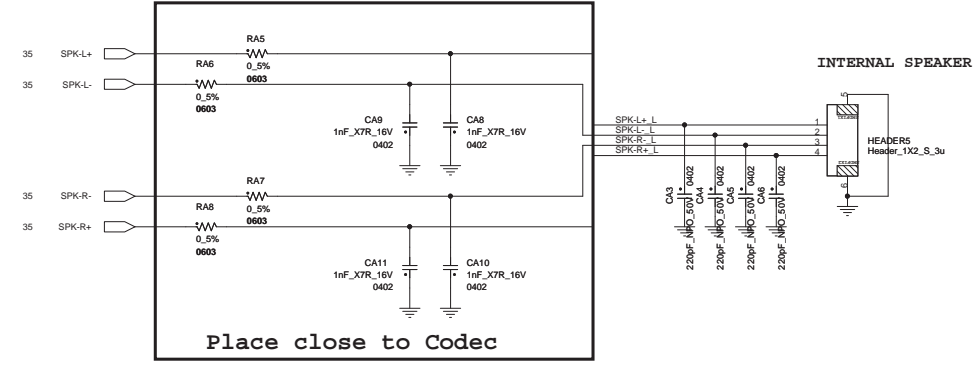 INTERNAL SPEAKER
35 SPK-L+
RA5
0_5%
0603
35 SPK-L-
RA6
0_5%
0603
CA9
1nF_X7R_16V
0402
CA8
1nF_X7R_16V
0402
SPK-L+_L 1
SPK-L-_L 2
SPK-R-_L 3
SPK-R+_L 4
5
6
HEADER5
Header_1X2_S_3u
CA3 220pF_NPO_50V 0402
CA4 220pF_NPO_50V 0402
CA5 220pF_NPO_50V 0402
CA6 220pF_NPO_50V 0402
35 SPK-R-
RA7
0_5%
0603
35 SPK-R+
RA8
0_5%
0603
CA11
1nF_X7R_16V
0402
CA10
1nF_X7R_16V
0402
Place close to Codec